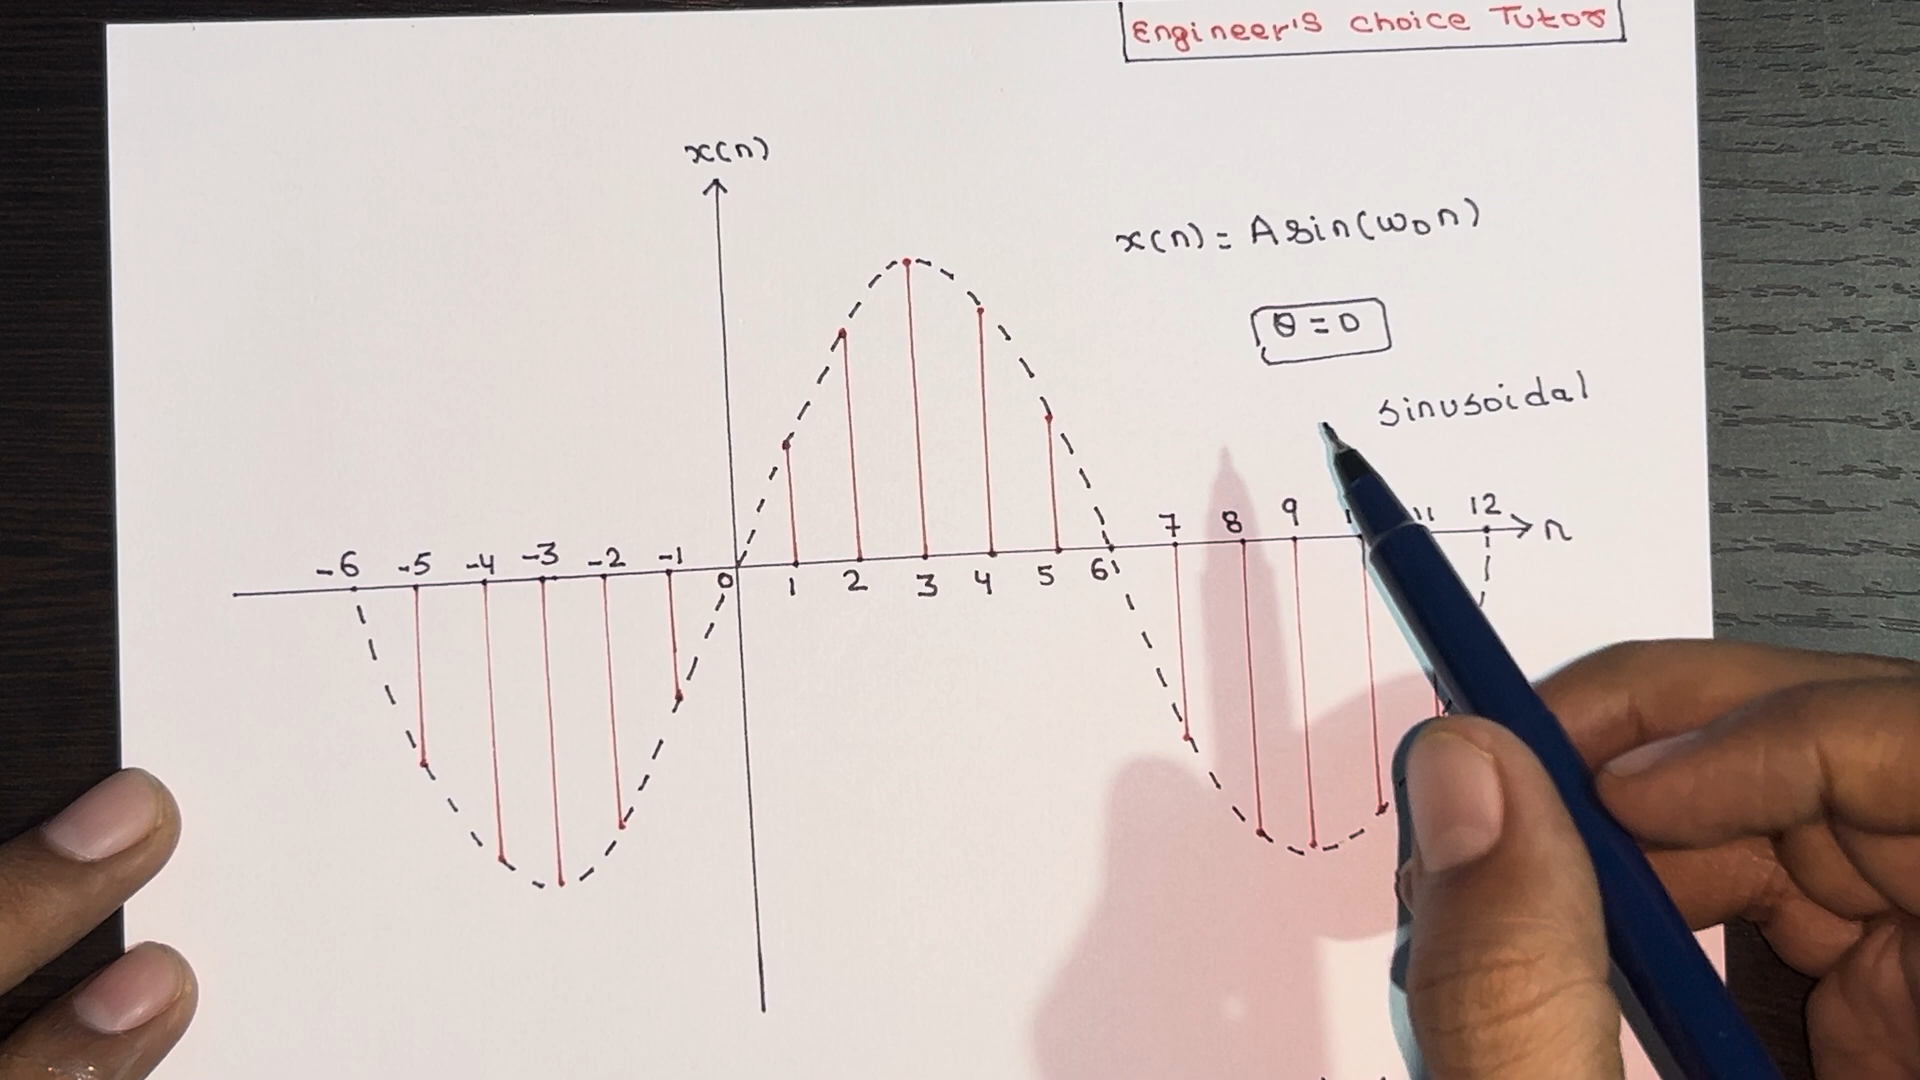 Engineer's Choice Tutor
x(n)
x(n) = A sin(ω0n)
θ = 0
sinusoidal
7 8 9 11 12
n
-6 -5 -4 -3 -2 -1
0 1 2 3 4 5 6